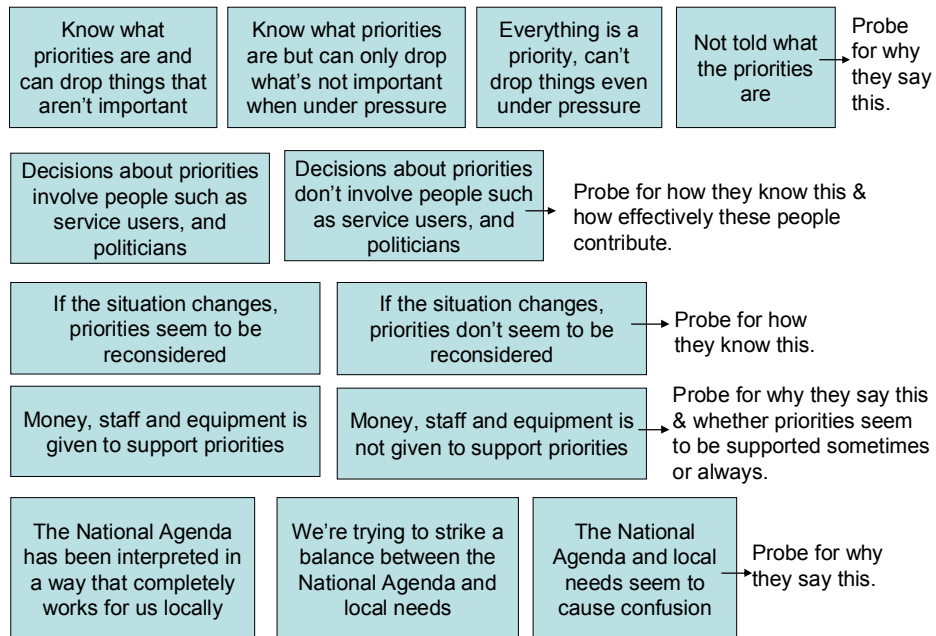 Know what
priorities are and
can drop things that
aren't important
Know what priorities
are but can only drop
what's not important
when under pressure
Everything is a
priority, can't
drop things even
under pressure
Not told what
the priorities
are
Probe
for why
they say
this.
Decisions about priorities
involve people such as
service users, and
politicians
Decisions about priorities
don't involve people such
as service users, and
politicians
Probe for how they know this &
how effectively these people
contribute.
If the situation changes,
priorities seem to be
reconsidered
If the situation changes,
priorities don't seem to be
reconsidered
Probe for how
they know this.
Money, staff and equipment is
given to support priorities
Money, staff and equipment is
not given to support priorities
Probe for why they say this
& whether priorities seem
to be supported sometimes
or always.
The National Agenda
has been interpreted in
a way that completely
works for us locally
We're trying to strike a
balance between the
National Agenda and
local needs
The National
Agenda and local
needs seem to
cause confusion
Probe for why
they say this.